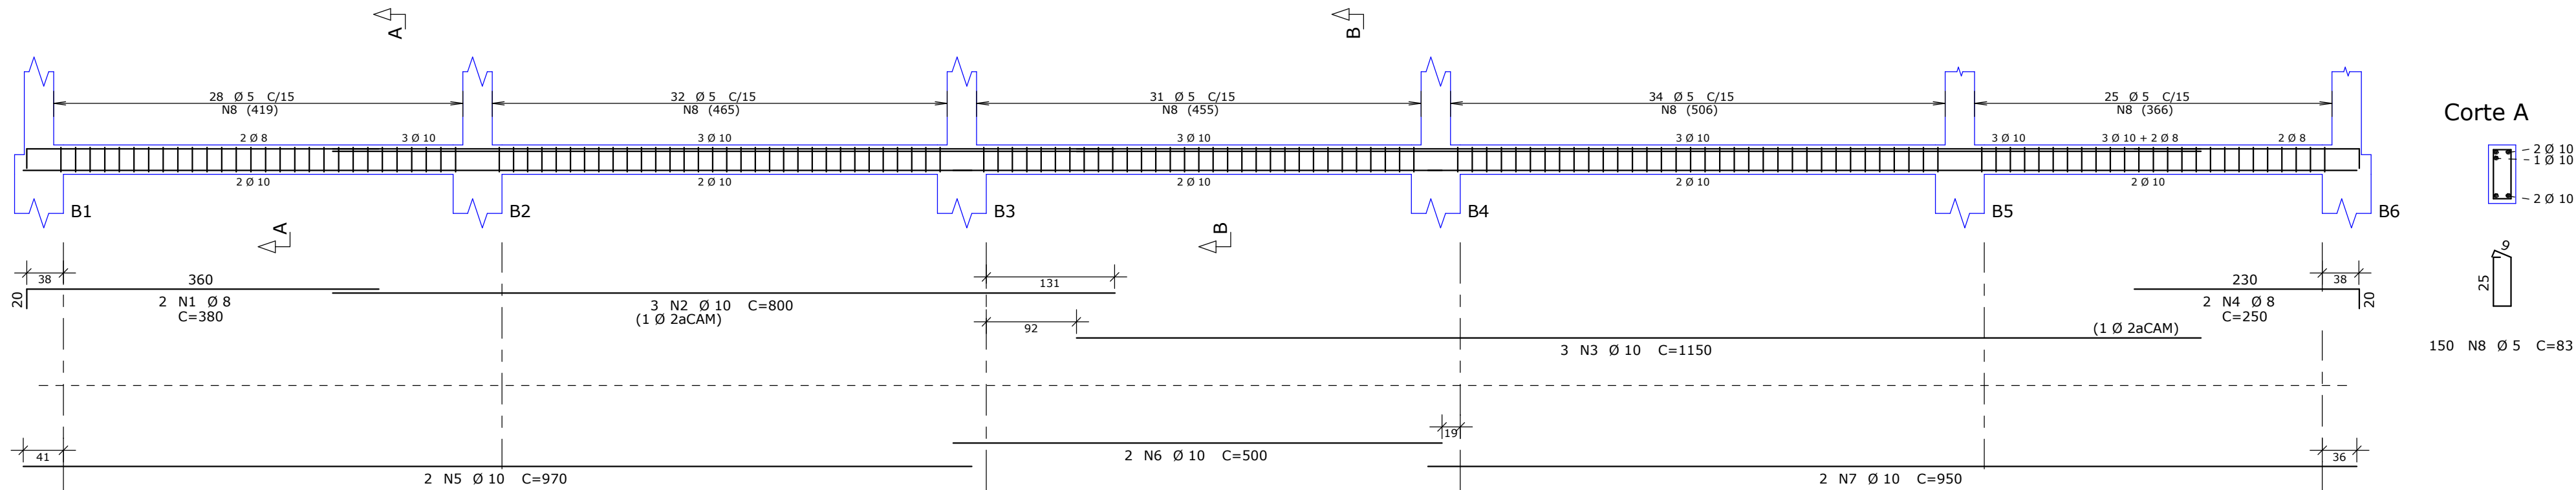 A
B
28 Ø 5 C/15
N8 (419)
32 Ø 5 C/15
N8 (465)
31 Ø 5 C/15
N8 (455)
34 Ø 5 C/15
N8 (506)
25 Ø 5 C/15
N8 (366)
2 Ø 8
3 Ø 10
3 Ø 10
3 Ø 10
3 Ø 10
3 Ø 10
3 Ø 10 + 2 Ø 8
2 Ø 8
2 Ø 10
2 Ø 10
2 Ø 10
2 Ø 10
2 Ø 10
B1
B2
B3
B4
B5
B6
A
B
Corte A
2 Ø 10
1 Ø 10
2 Ø 10
9
25
150 N8 Ø 5 C=83
38
360
20
2 N1 Ø 8
C=380
3 N2 Ø 10 C=800
(1 Ø 2aCAM)
131
92
(1 Ø 2aCAM)
3 N3 Ø 10 C=1150
230
38
20
2 N4 Ø 8
C=250
41
2 N5 Ø 10 C=970
2 N6 Ø 10 C=500
19
2 N7 Ø 10 C=950
36